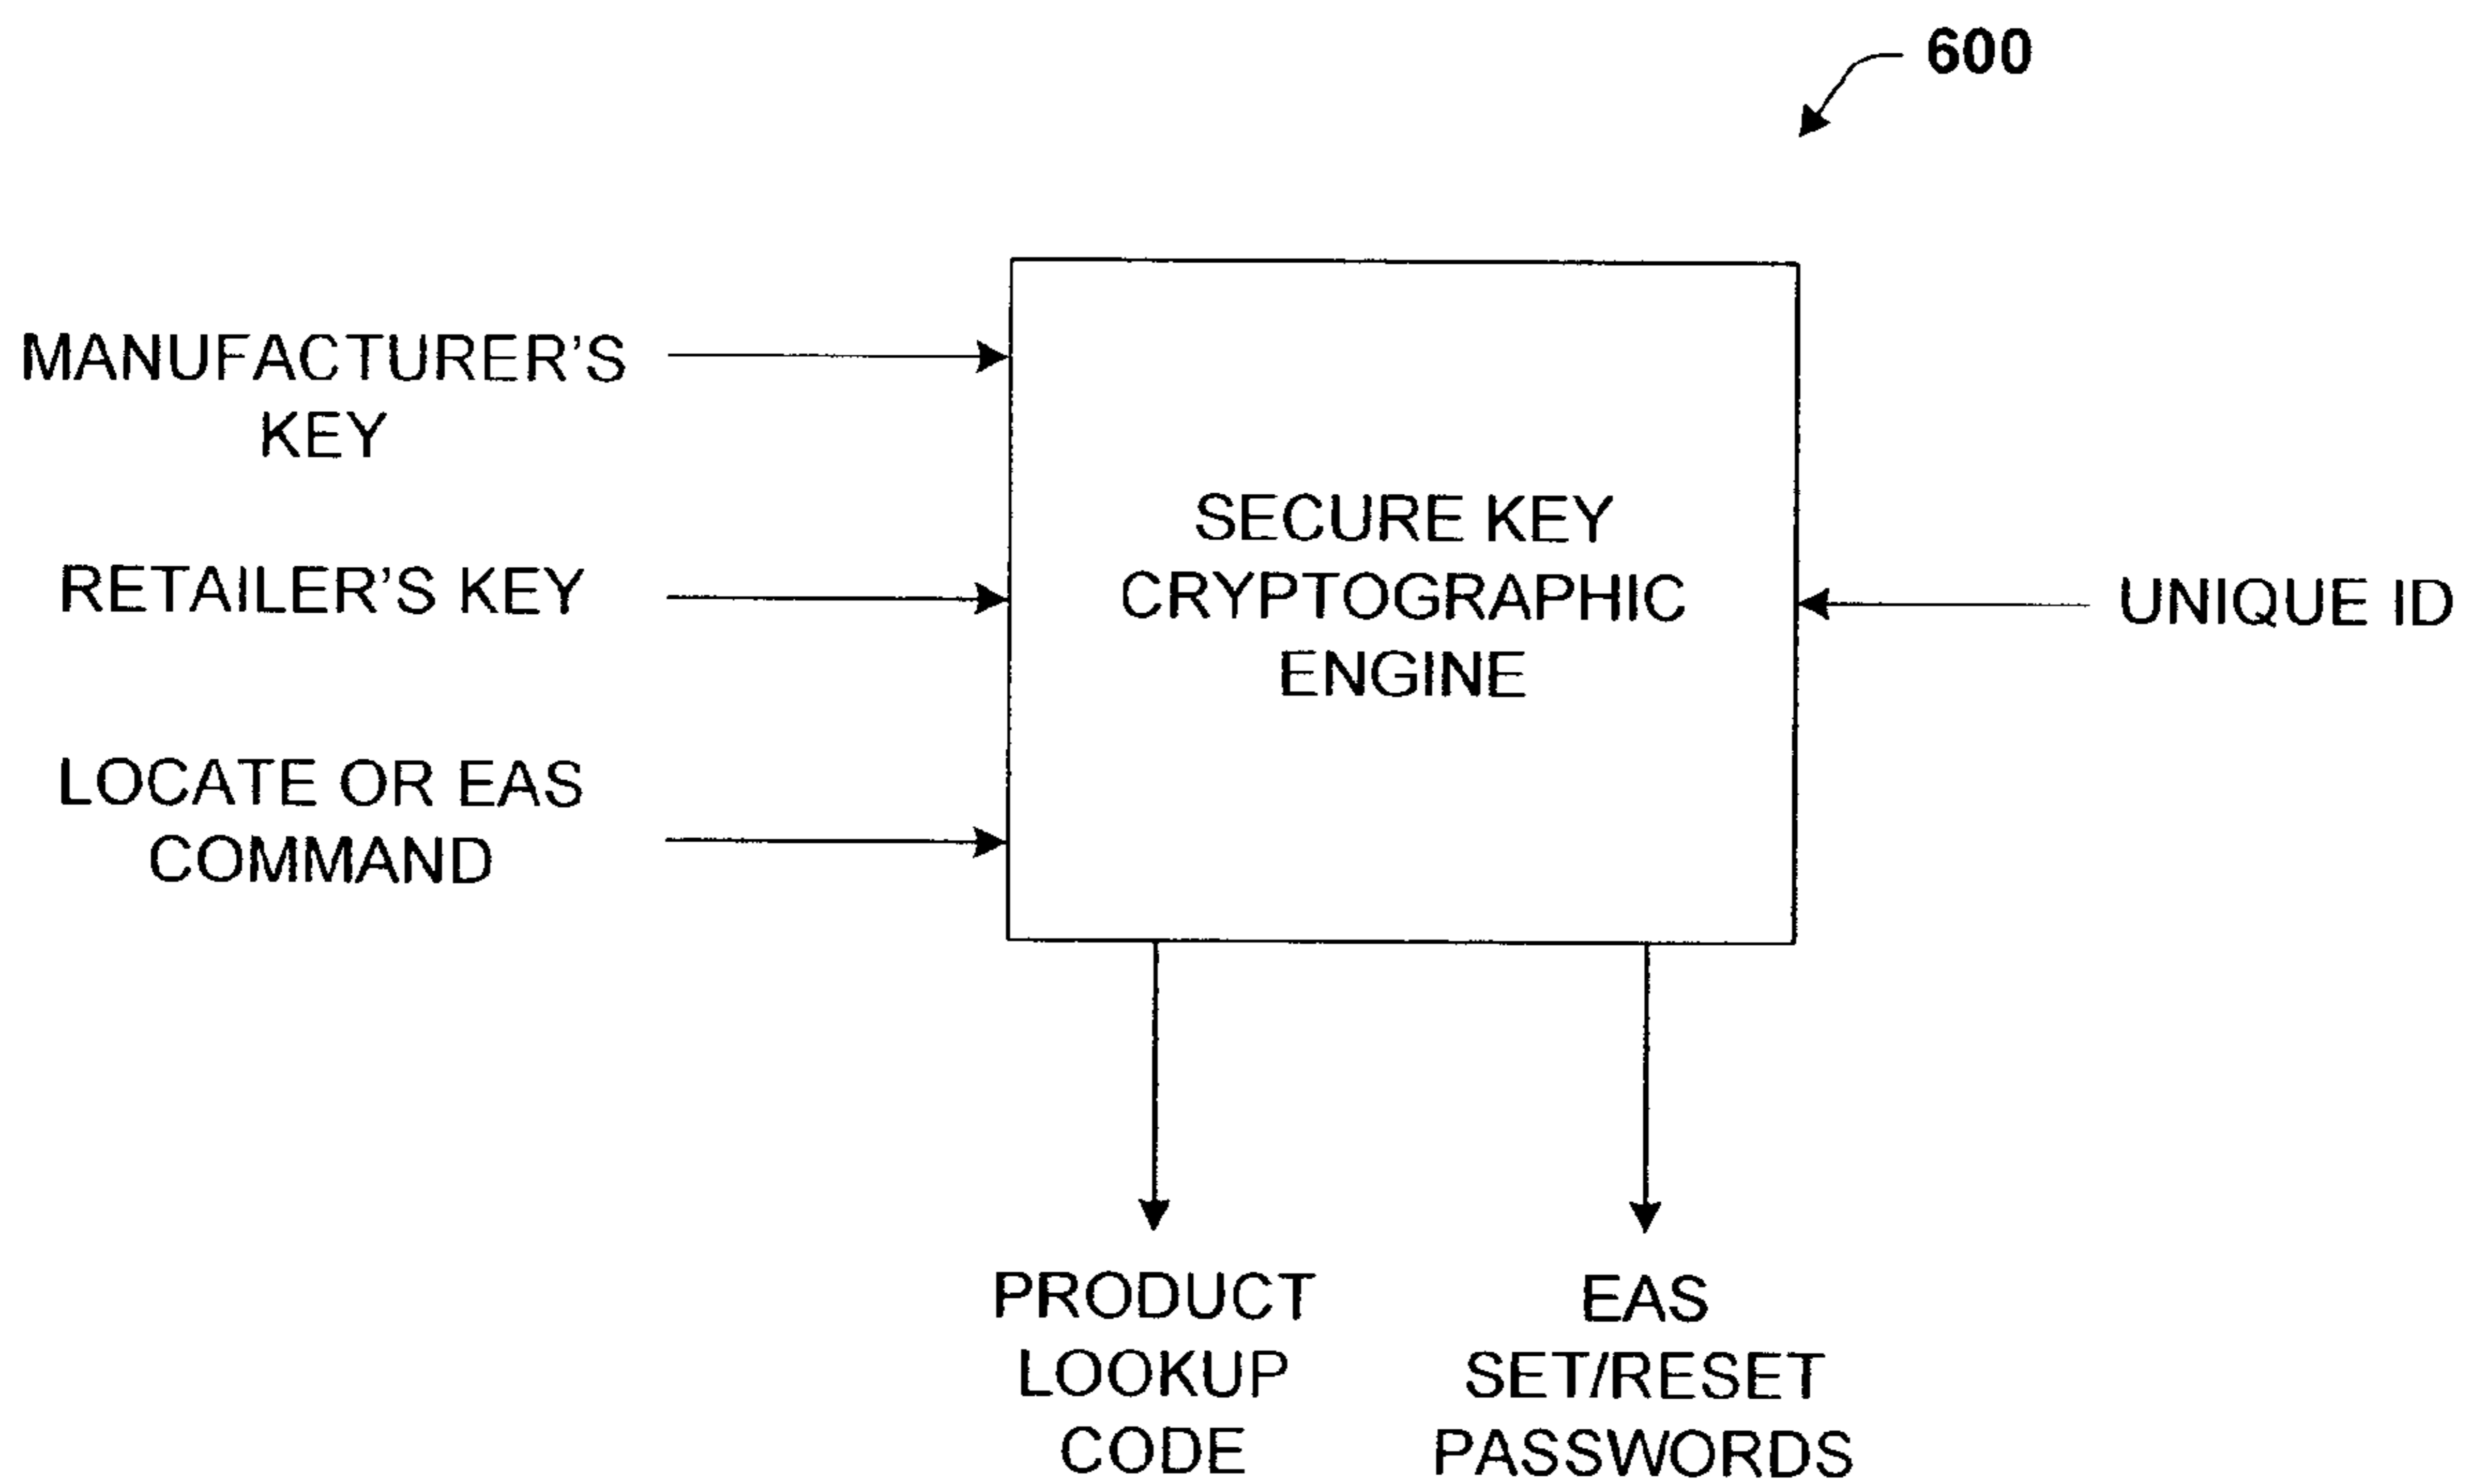 600
MANUFACTURER'S
KEY
RETAILER'S KEY
LOCATE OR EAS
COMMAND
SECURE KEY
CRYPTOGRAPHIC
ENGINE
UNIQUE ID
PRODUCT
LOOKUP
CODE
EAS
SET/RESET
PASSWORDS